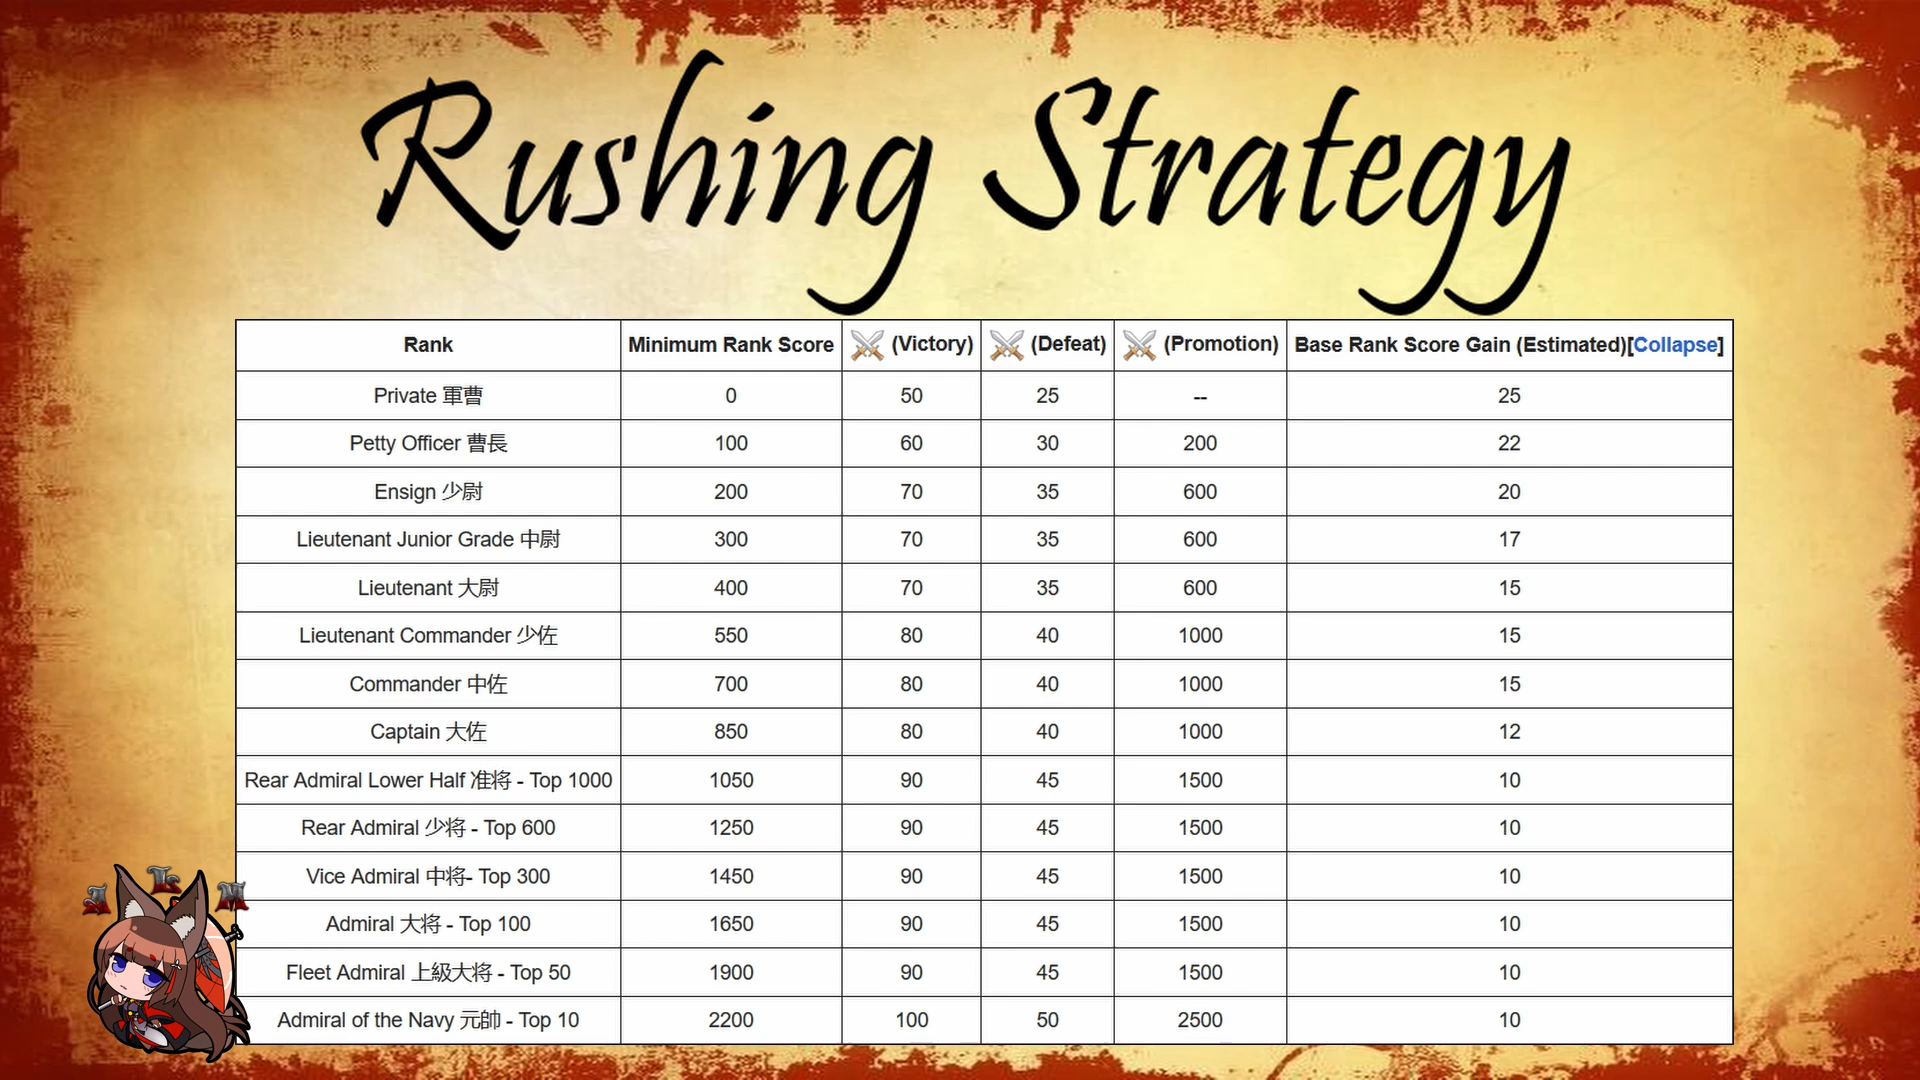 Rushing Strategy
Rank Minimum Rank Score (Victory) (Defeat) (Promotion) Base Rank Score Gain (Estimated)[Collapse]
Private 軍曹 0 50 25 -- 25
Petty Officer 曹長 100 60 30 200 22
Ensign 少尉 200 70 35 600 20
Lieutenant Junior Grade 中尉 300 70 35 600 17
Lieutenant 大尉 400 70 35 600 15
Lieutenant Commander 少佐 550 80 40 1000 15
Commander 中佐 700 80 40 1000 15
Captain 大佐 850 80 40 1000 12
Rear Admiral Lower Half 准将 - Top 1000 1050 90 45 1500 10
Rear Admiral 少将 - Top 600 1250 90 45 1500 10
Vice Admiral 中将- Top 300 1450 90 45 1500 10
Admiral 大将 - Top 100 1650 90 45 1500 10
Fleet Admiral 上級大将 - Top 50 1900 90 45 1500 10
Admiral of the Navy 元帥 - Top 10 2200 100 50 2500 10